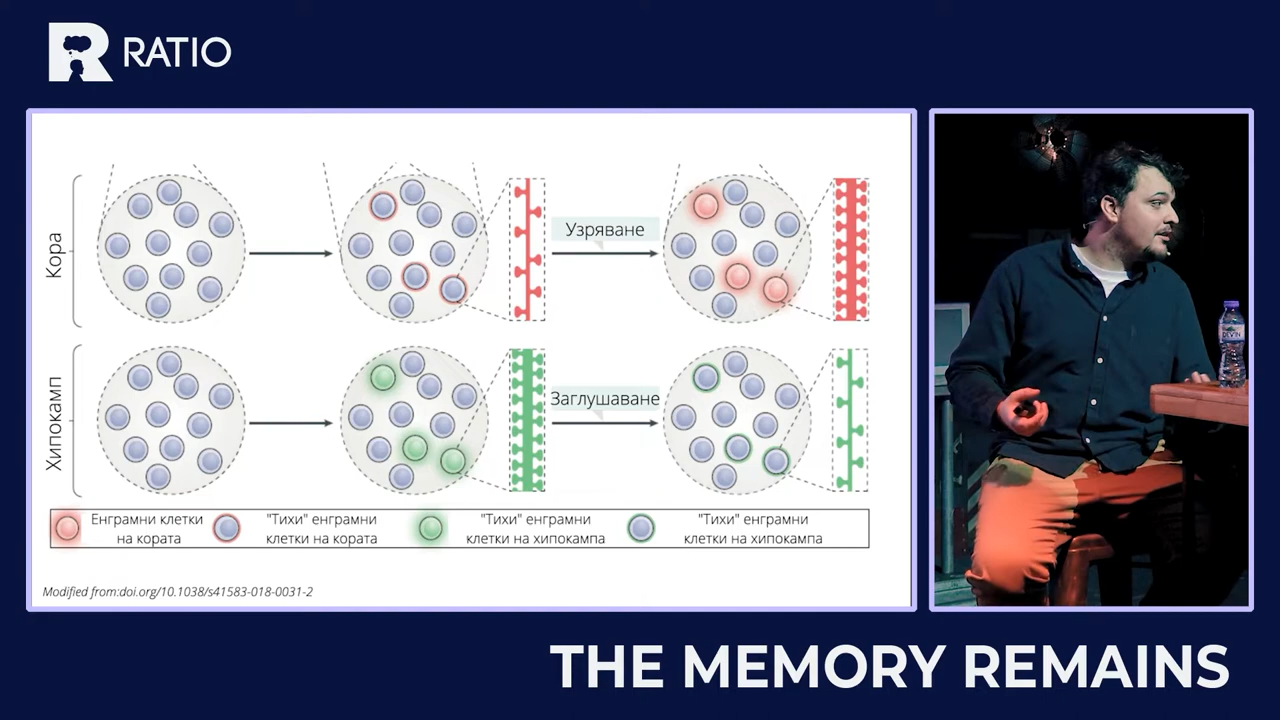 RATIO
Кора
Узряване
Хипокамп
Заглушаване
Енграмни клетки
на кората
"Тихи" енграмни
клетки на кората
"Тихи" енграмни
клетки на хипокампа
"Тихи" енграмни
клетки на хипокампа
Modified from:doi.org/10.1038/s41583-018-0031-2
DEVIN
THE MEMORY REMAINS